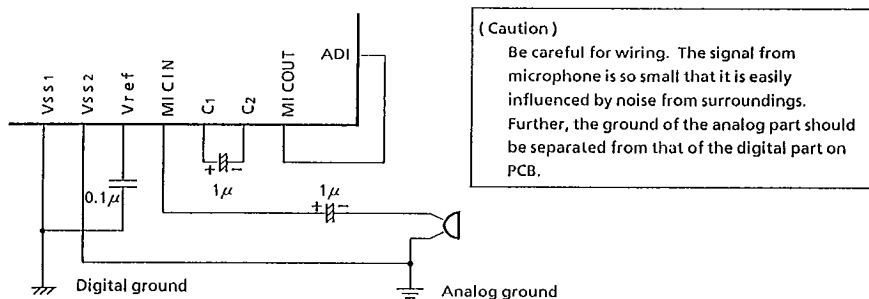 ADI
VSS1
VSS2
Vref
MICIN
C1
C2
MICOUT
+ -
1μ
0.1μ
1μ
+ -
Digital ground
Analog ground
( Caution )
Be careful for wiring. The signal from
microphone is so small that it is easily
influenced by noise from surroundings.
Further, the ground of the analog part should
be separated from that of the digital part on
PCB.